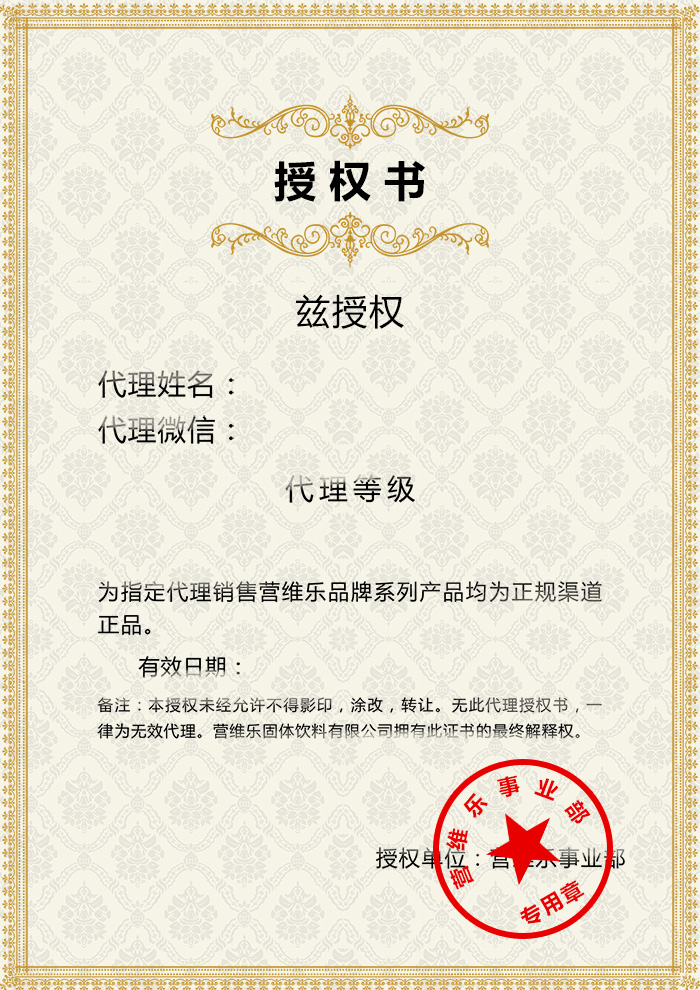 授权书
兹授权
代理姓名：
代理微信：
代理等级
为指定代理销售营维乐品牌系列产品均为正规渠道
正品。
有效日期：
备注：本授权未经允许不得影印，涂改，转让。无此代理授权书，一
律为无效代理。营维乐固体饮料有限公司拥有此证书的最终解释权。
授权单位：营维乐事业部
营维乐事业部
专用章